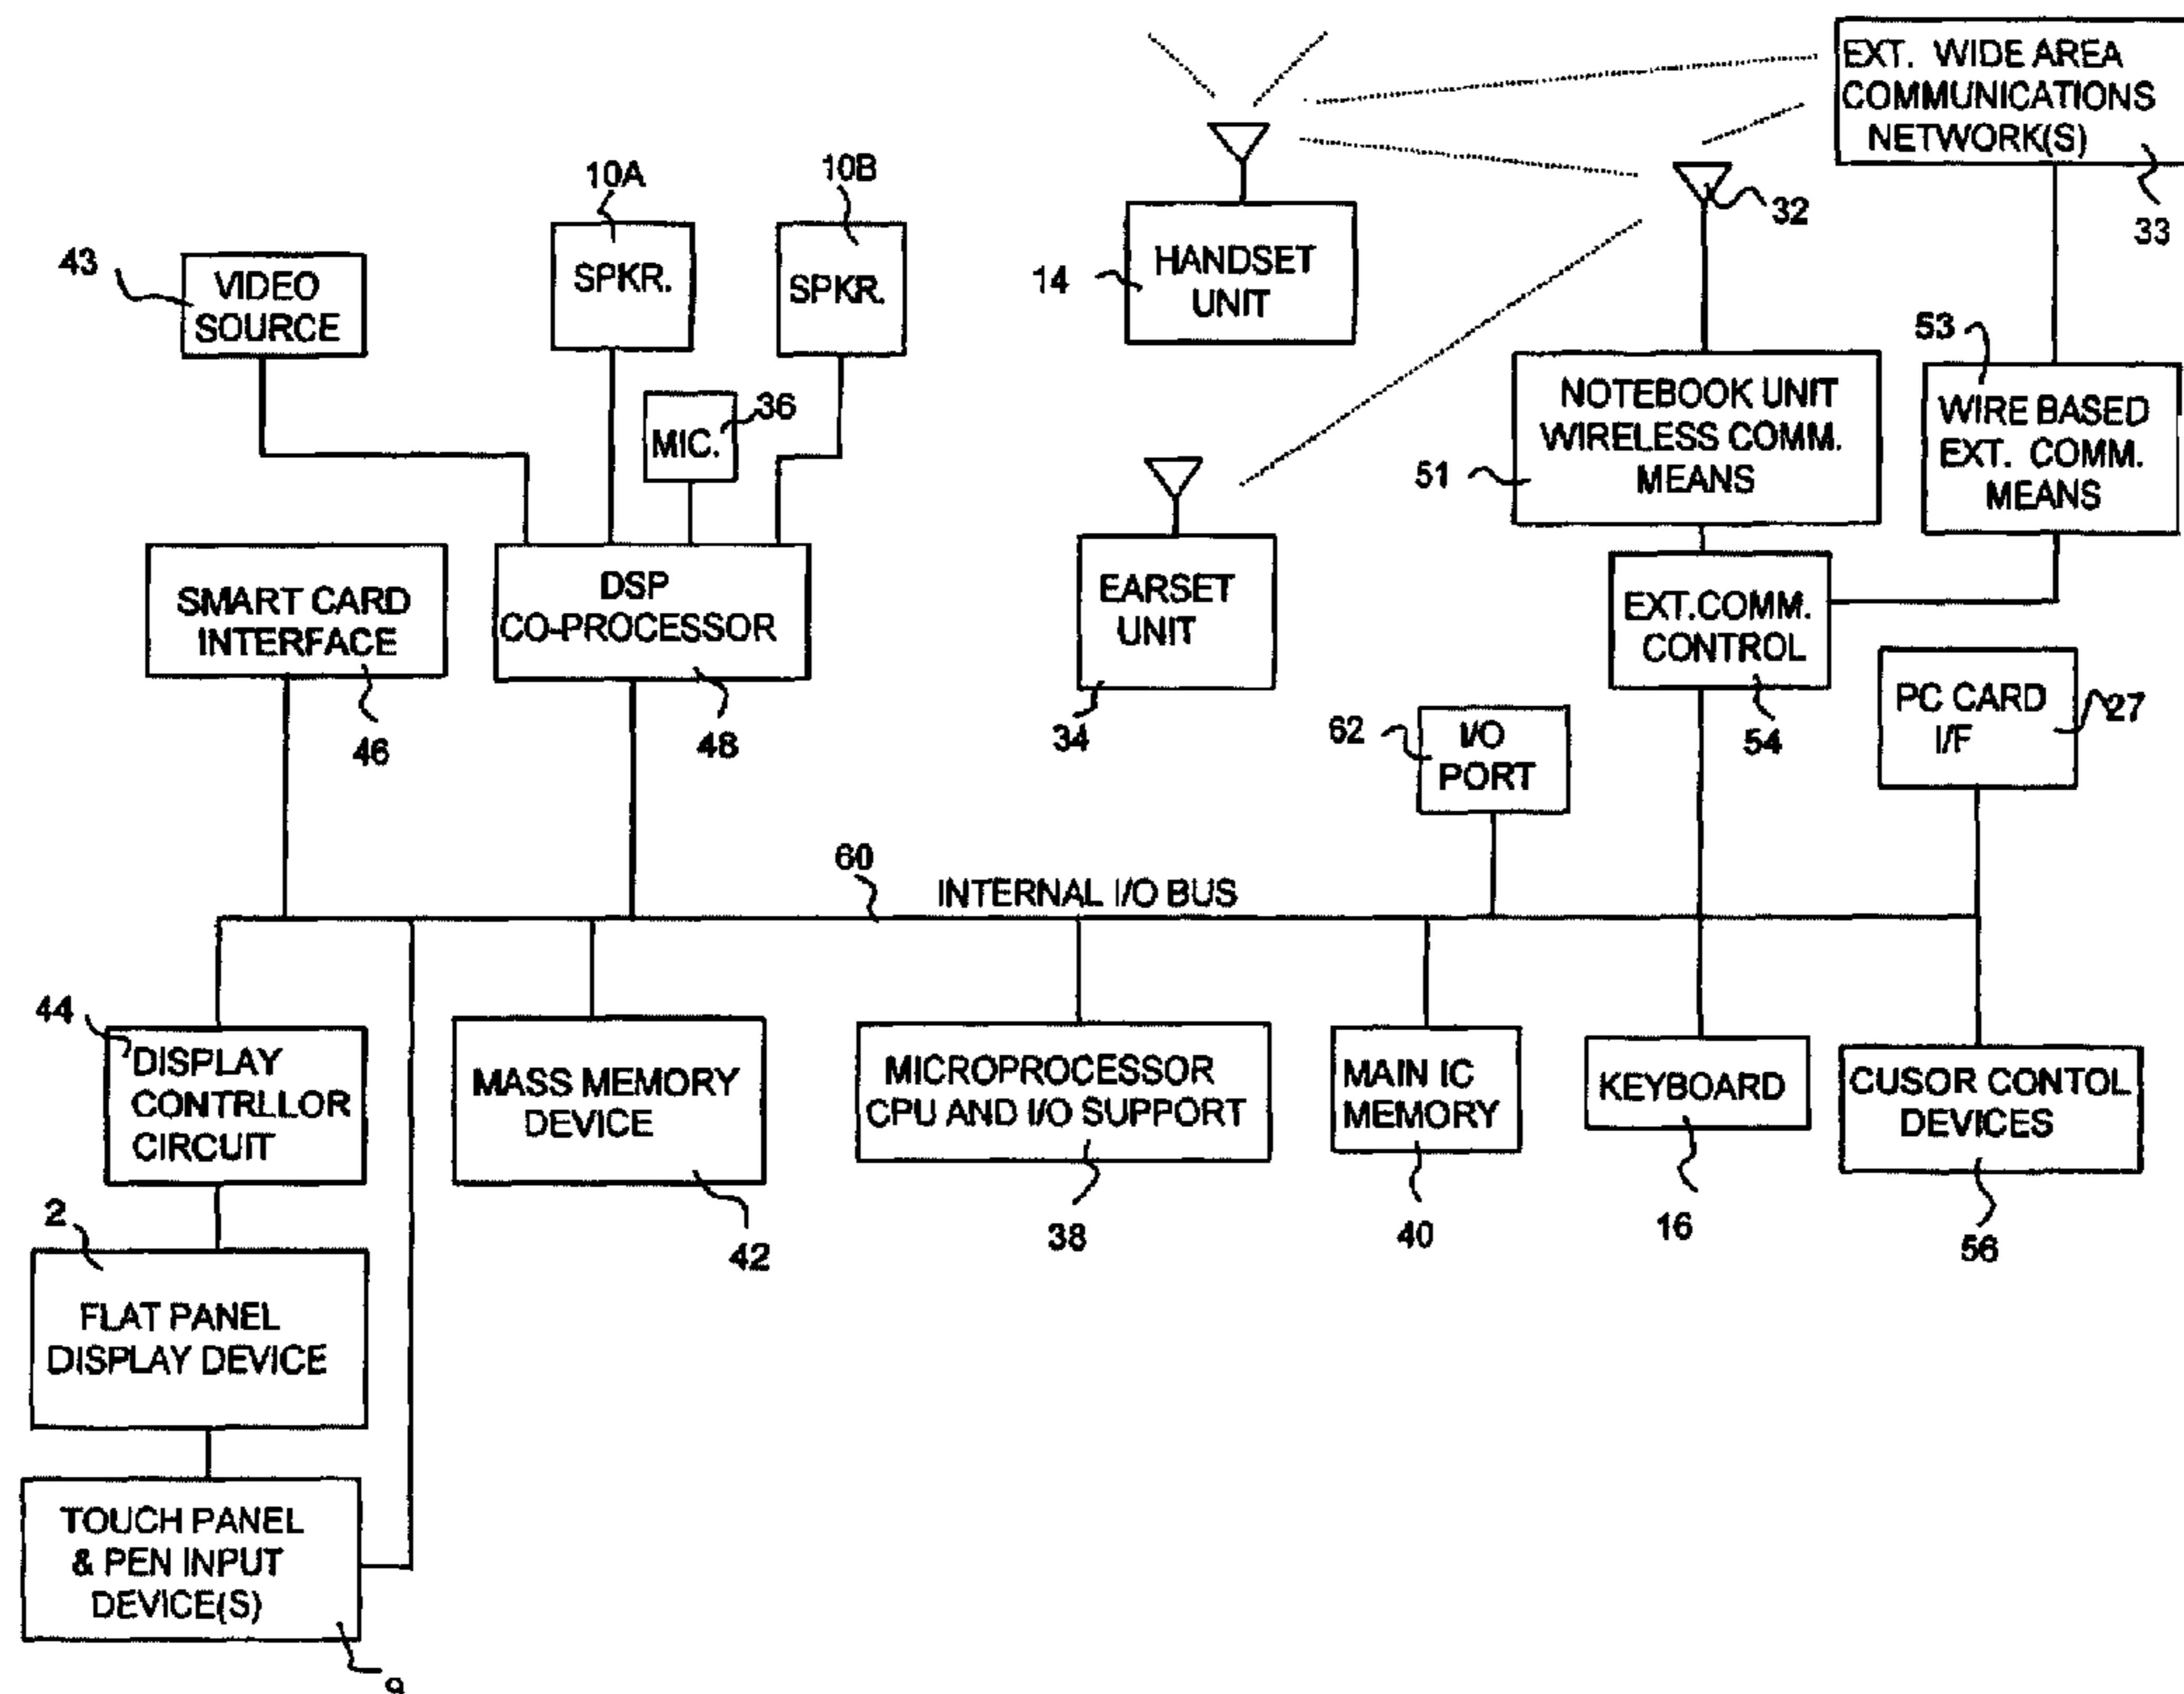 EXT. WIDE AREA
COMMUNICATIONS
NETWORK(S)
33
10A
10B
32
43
VIDEO
SOURCE
SPKR.
SPKR.
14
HANDSET
UNIT
53
36
MIC.
51
NOTEBOOK UNIT
WIRELESS COMM.
MEANS
WIRE BASED
EXT. COMM.
MEANS
SMART CARD
INTERFACE
46
DSP
CO-PROCESSOR
48
EARSET
UNIT
34
EXT.COMM.
CONTROL
54
PC CARD
I/F
27
62
I/O
PORT
60
INTERNAL I/O BUS
44
DISPLAY
CONTRLLOR
CIRCUIT
MASS MEMORY
DEVICE
42
MICROPROCESSOR
CPU AND I/O SUPPORT
38
MAIN IC
MEMORY
40
KEYBOARD
16
CUSOR CONTOL
DEVICES
56
2
FLAT PANEL
DISPLAY DEVICE
TOUCH PANEL
& PEN INPUT
DEVICE(S)